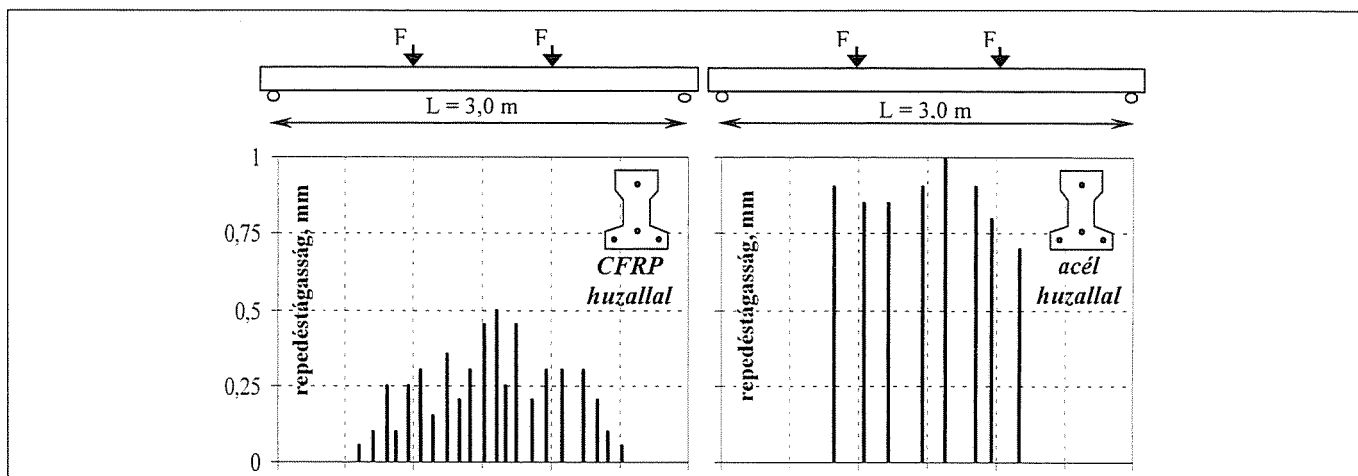 F
F
F
F
L = 3,0 m
L = 3.0 m
1
0,75
0,5
0,25
0
repedéstágasság, mm
CFRP
huzallal
repedéstágasság, mm
acél
huzallal